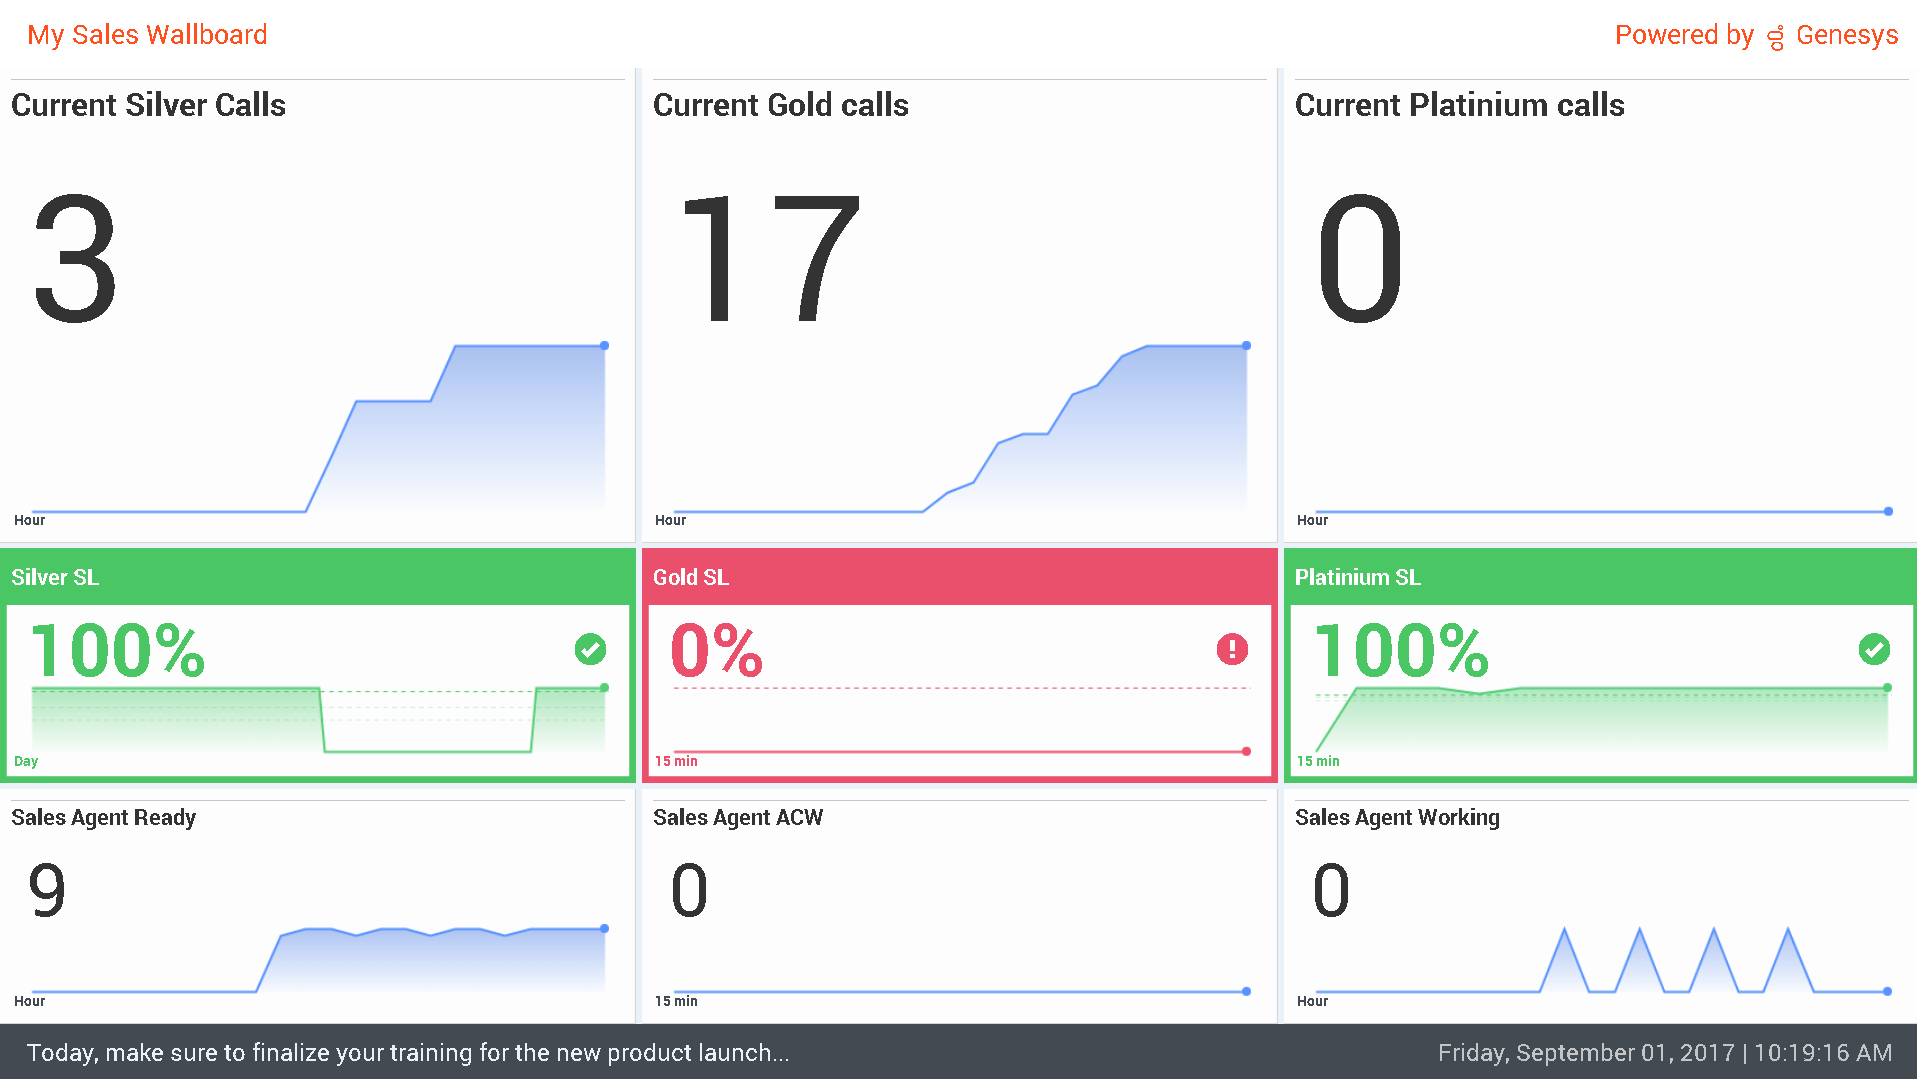 My Sales Wallboard
Powered by Genesys
Current Silver Calls
3
Hour
Current Gold calls
17
Hour
Current Platinium calls
0
Hour
Silver SL
100%
Day
Gold SL
0%
15 min
Platinium SL
100%
15 min
Sales Agent Ready
9
Hour
Sales Agent ACW
0
15 min
Sales Agent Working
0
Hour
Today, make sure to finalize your training for the new product launch...
Friday, September 01, 2017 | 10:19:16 AM